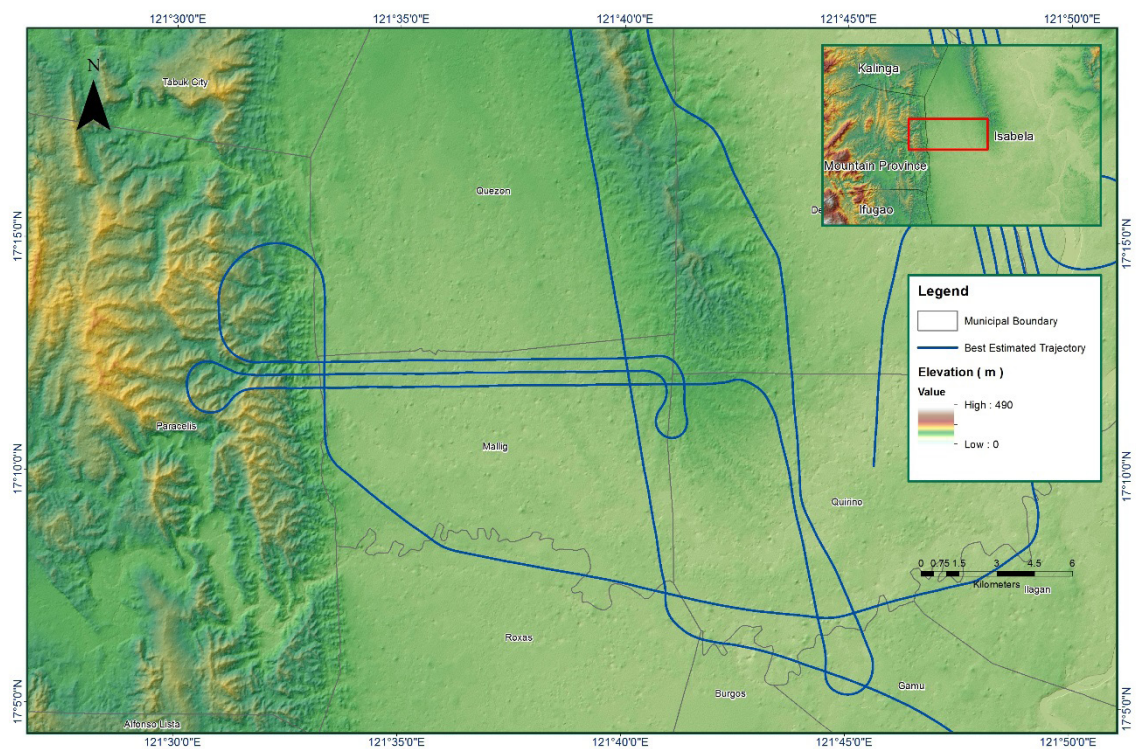 121°30'0"E 121°35'0"E 121°40'0"E 121°45'0"E 121°50'0"E
N
Tabuk City
Kalinga
Isabela
Mountain Province
Ifugao
Quezon
De
17°15'0"N 17°15'0"N
Legend
Municipal Boundary
Best Estimated Trajectory
Elevation ( m )
Value
High : 490
Low : 0
Paracelis
Mallig
17°10'0"N 17°10'0"N
Quirino
0 0.75 1.5 3 4.5 6
Kilometers
Ilagan
Roxas
Gamu
Burgos
17°5'0"N 17°5'0"N
Alfonso Lista
121°30'0"E 121°35'0"E 121°40'0"E 121°45'0"E 121°50'0"E